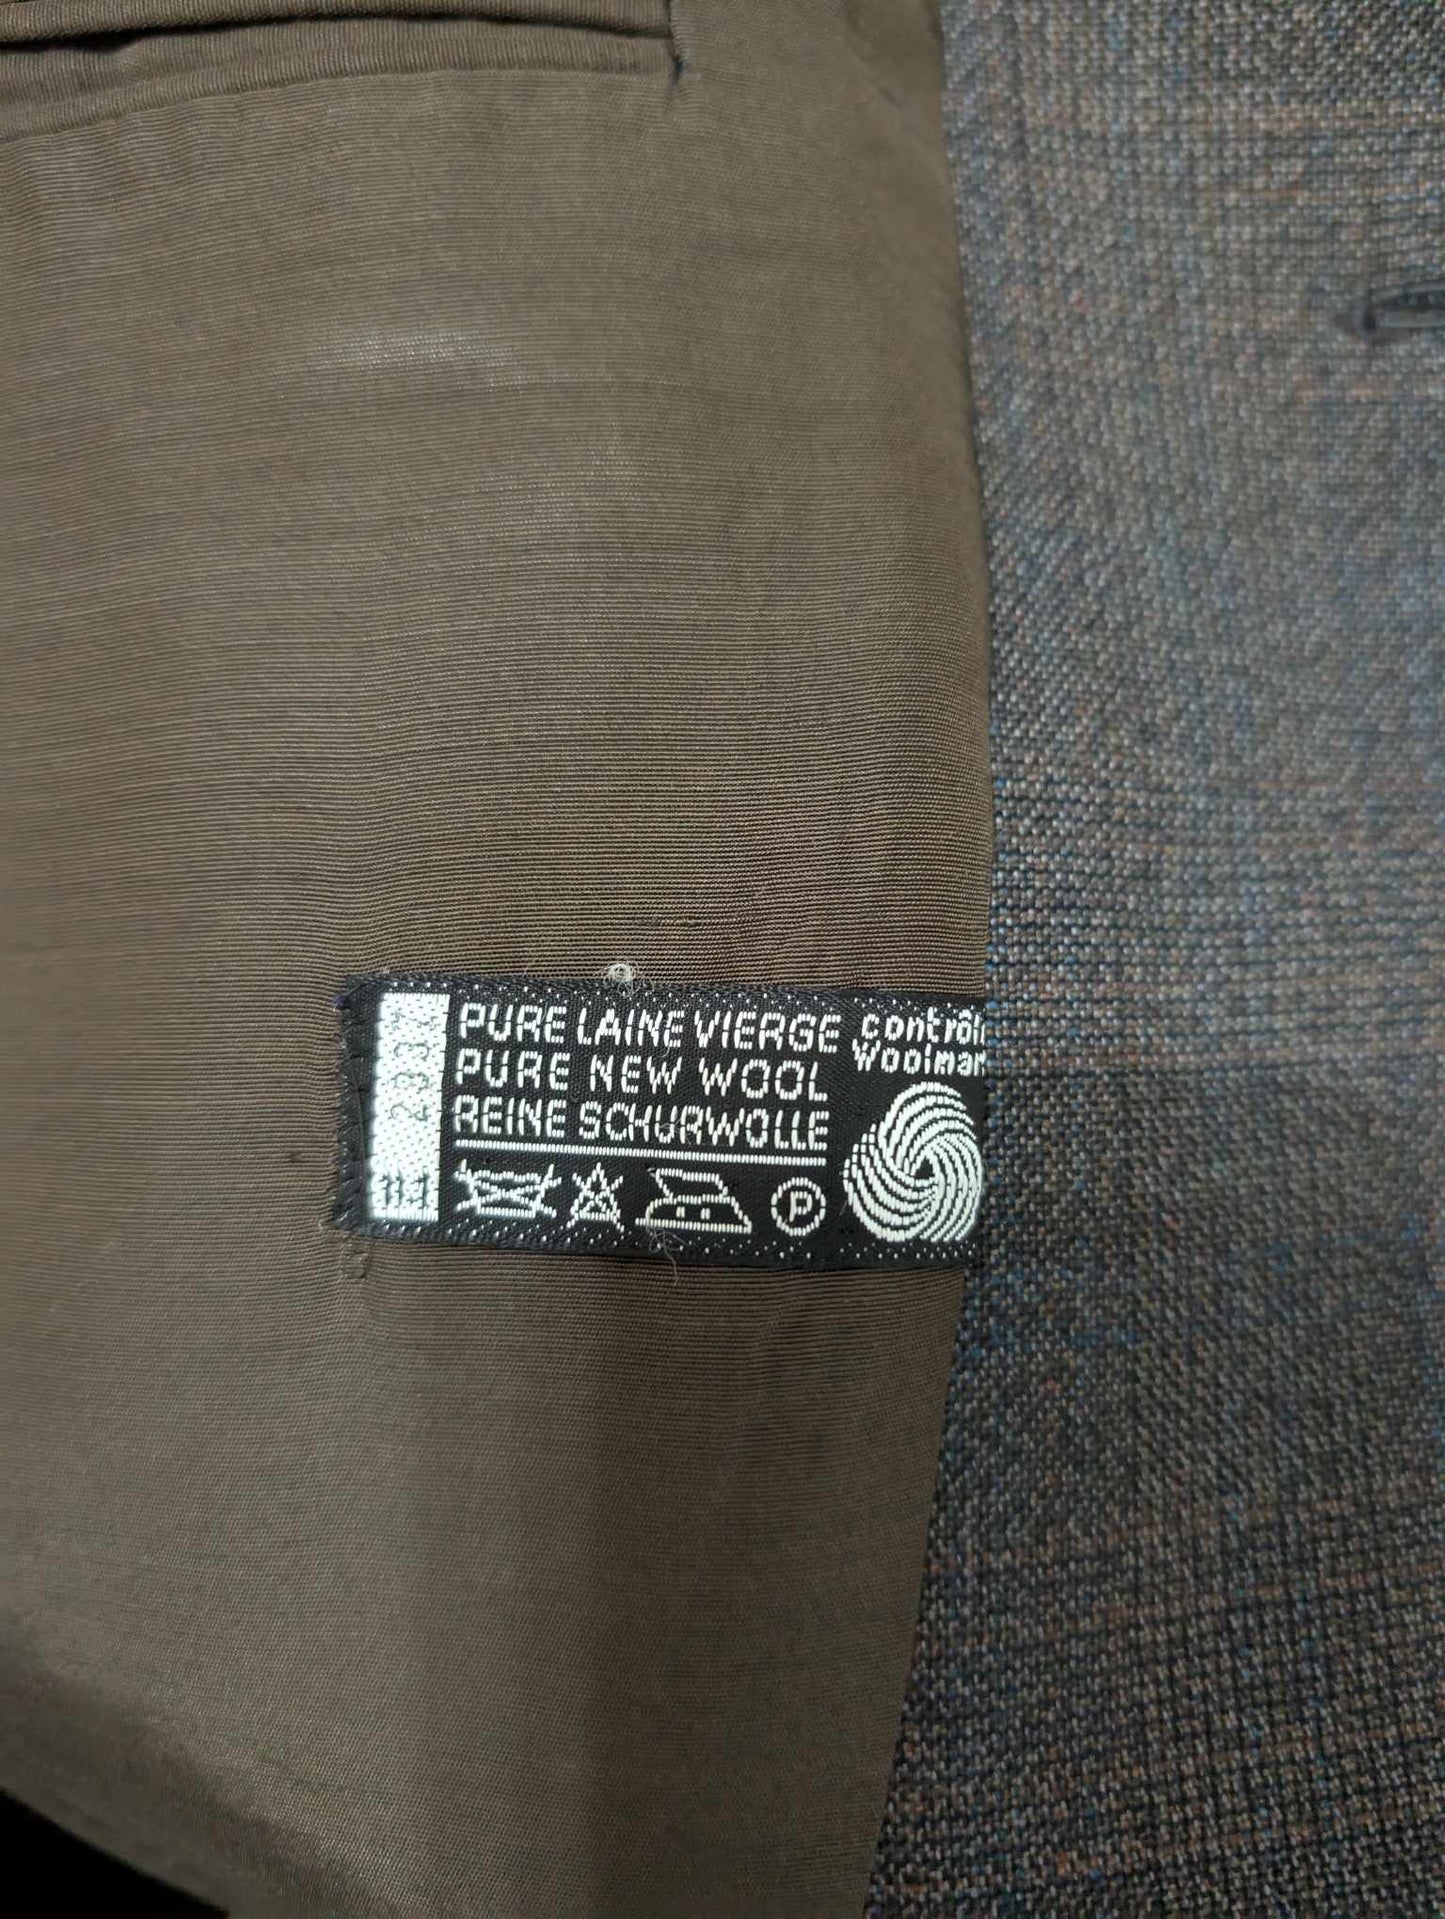 PURE LAINE VIERGE
PURE NEW WOOL
REINE SCHURWOLLE
P